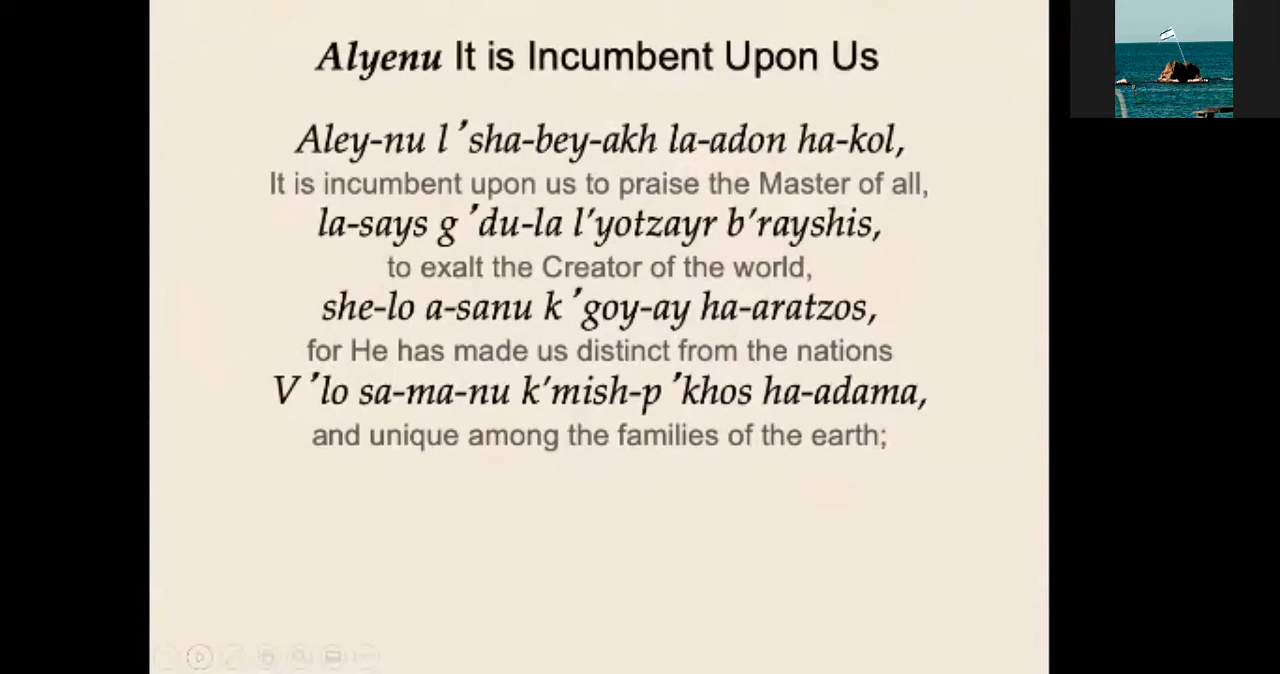 Alyenu It is Incumbent Upon Us
Aley-nu l ’sha-bey-akh la-adon ha-kol,
It is incumbent upon us to praise the Master of all,
la-says g ’du-la l’yotzayr b’rayshis,
to exalt the Creator of the world,
she-lo a-sanu k ’goy-ay ha-aratzos,
for He has made us distinct from the nations
V ’lo sa-ma-nu k’mish-p ’khos ha-adama,
and unique among the families of the earth;